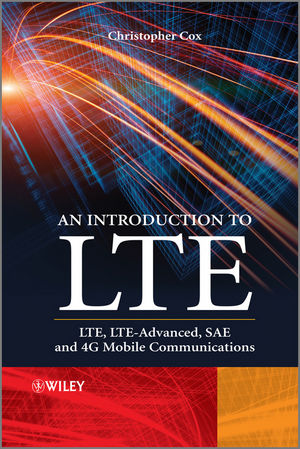 Christopher Cox
AN INTRODUCTION TO
LTE
LTE, LTE-Advanced, SAE
and 4G Mobile Communications
WILEY